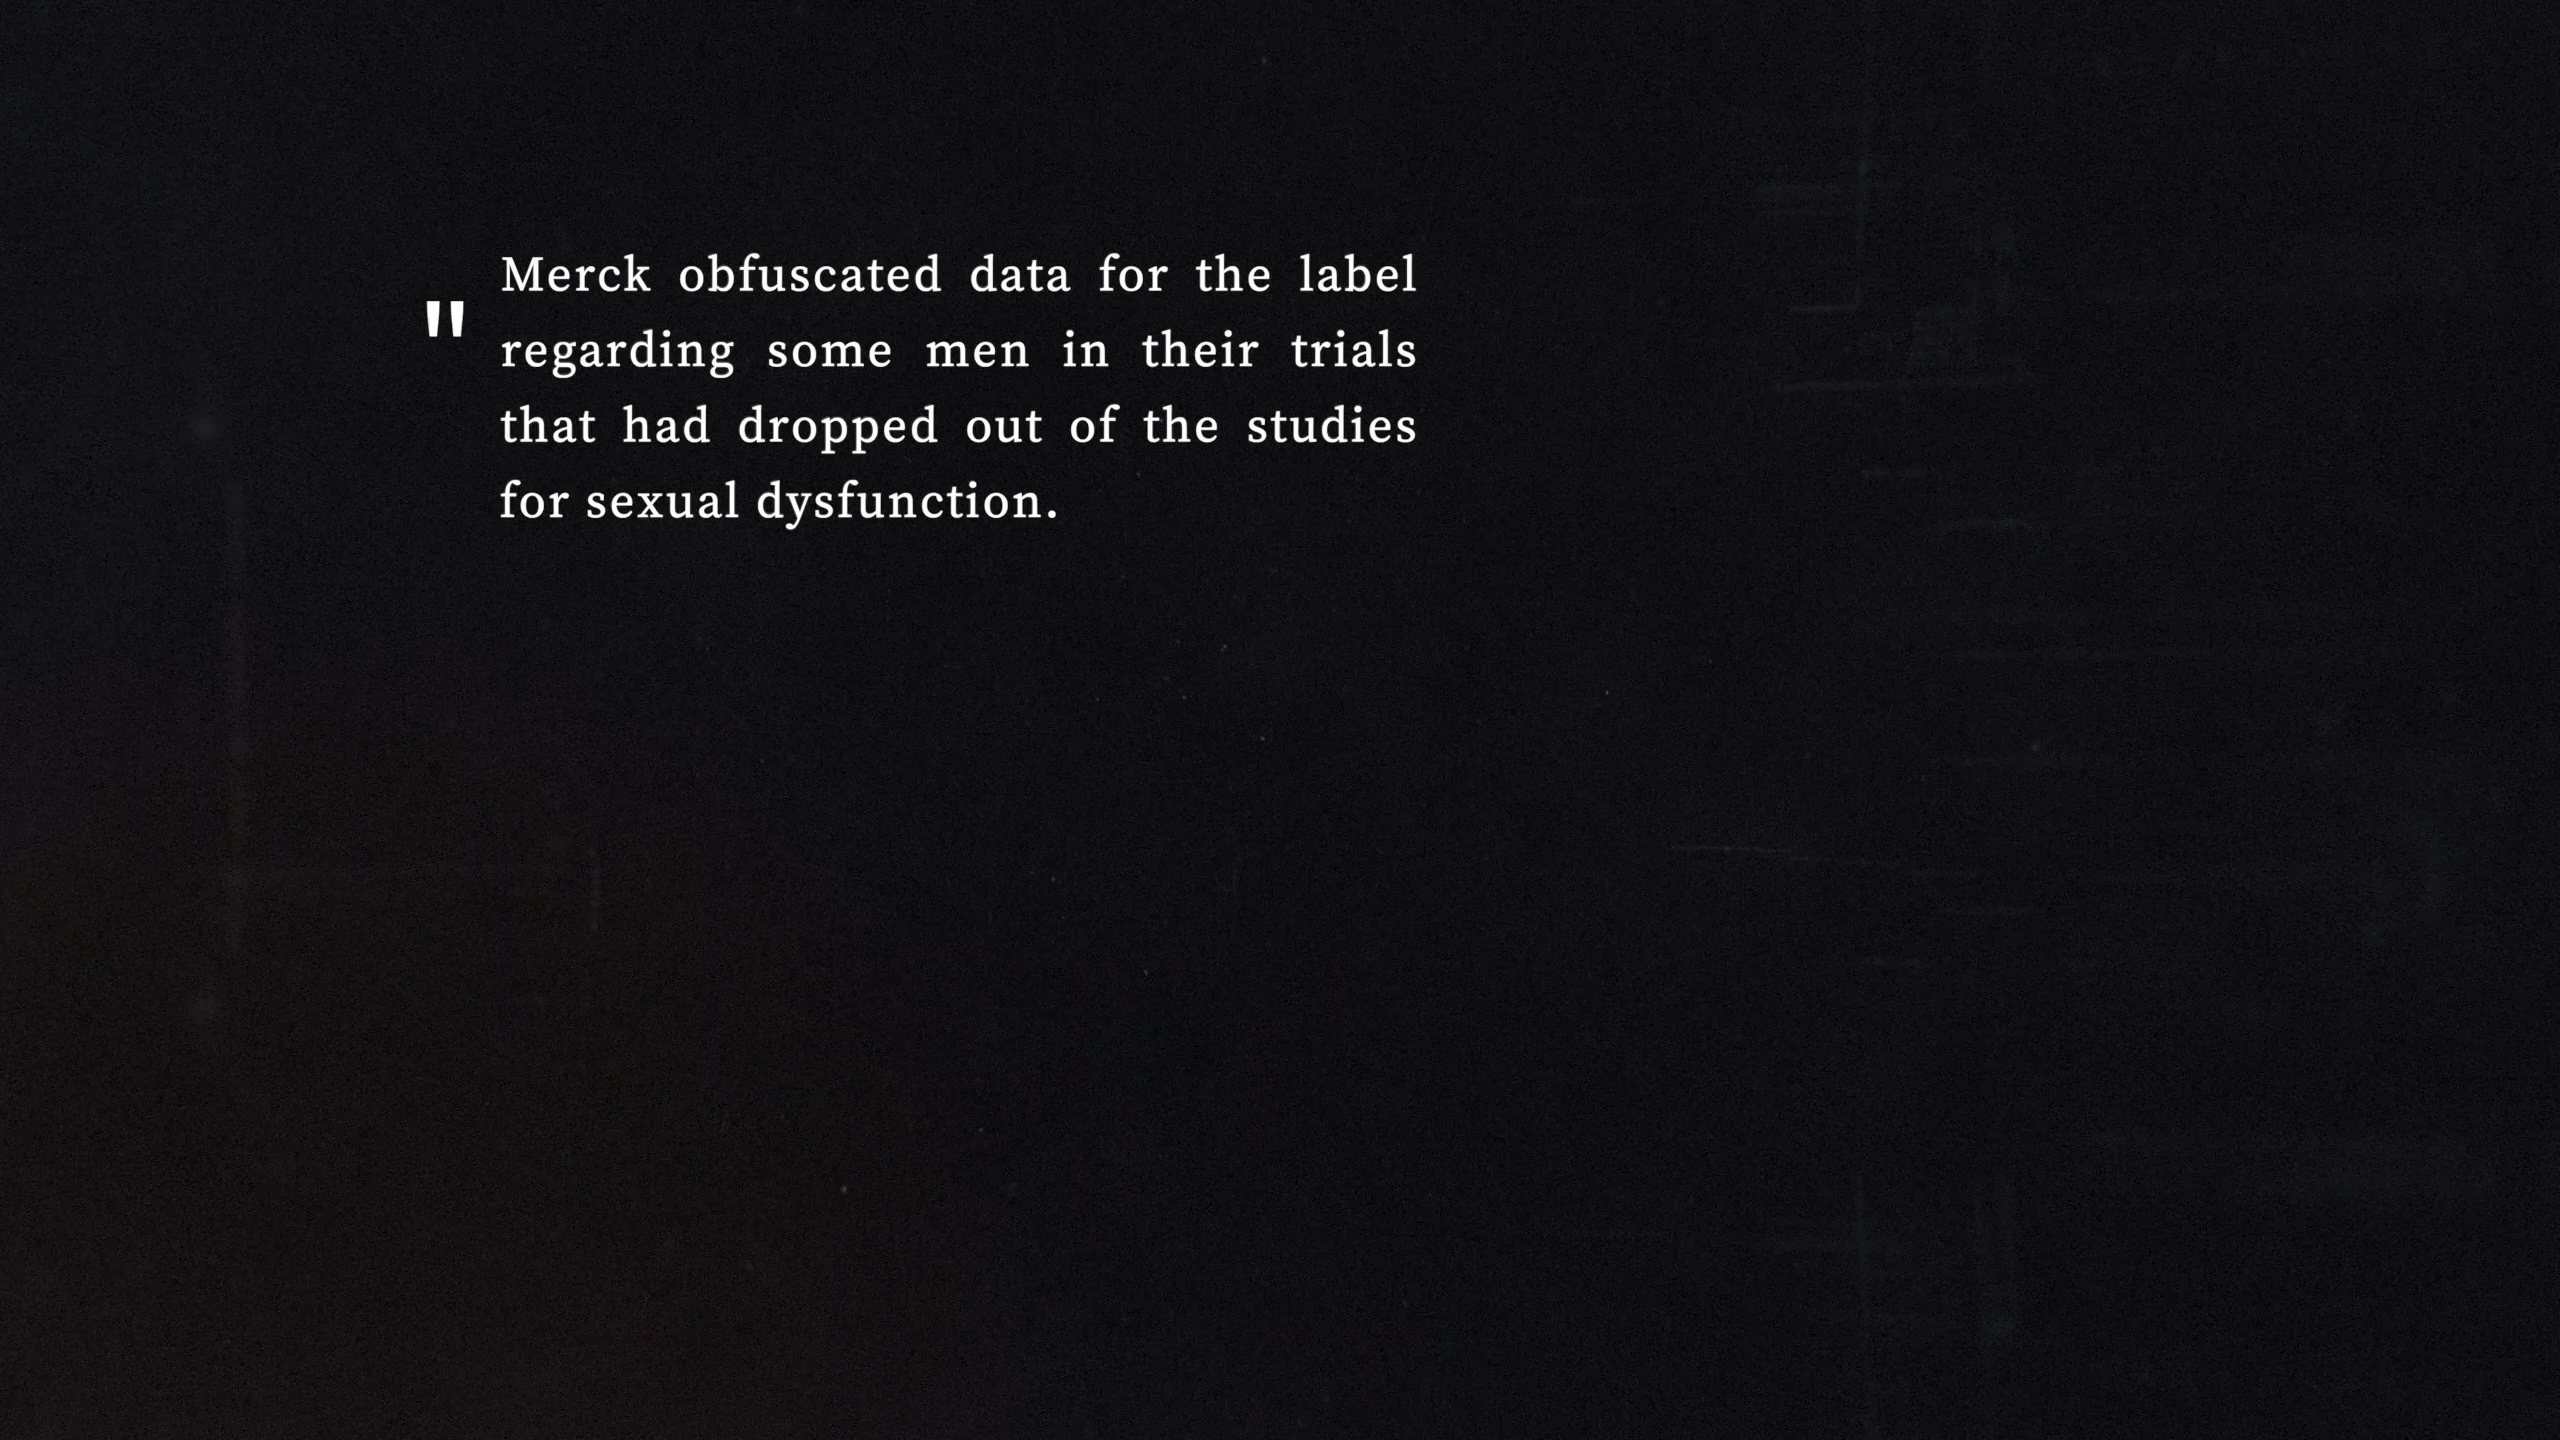 "
Merck obfuscated data for the label
regarding some men in their trials
that had dropped out of the studies
for sexual dysfunction.